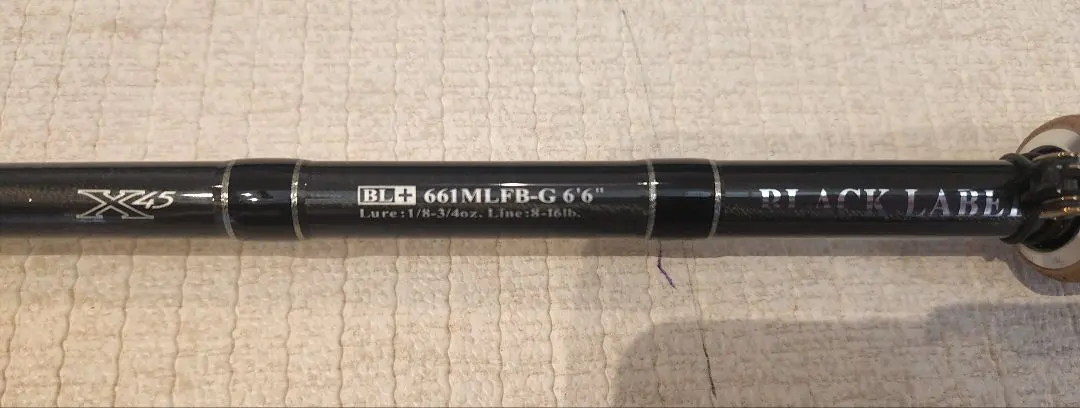 X45
BL+ 661MLFB-G 6'6"
Lure:1/8-3/4oz. Line:8-16lb.
BLACK LABEL